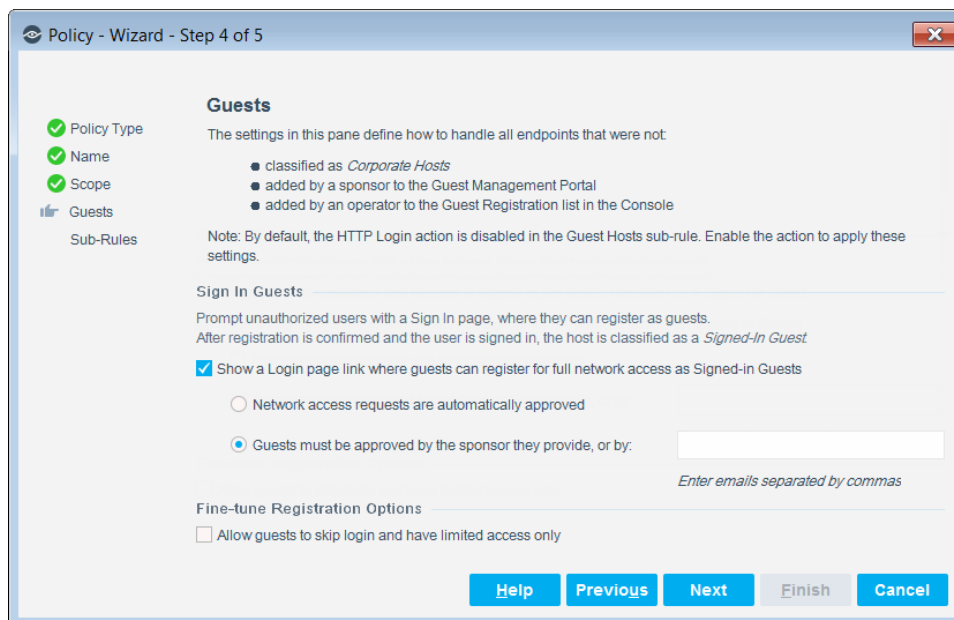 Policy - Wizard - Step 4 of 5
Policy Type
Name
Scope
Guests
Sub-Rules
Guests
The settings in this pane define how to handle all endpoints that were not:
classified as Corporate Hosts
added by a sponsor to the Guest Management Portal
added by an operator to the Guest Registration list in the Console
Note: By default, the HTTP Login action is disabled in the Guest Hosts sub-rule. Enable the action to apply these
settings.
Sign In Guests
Prompt unauthorized users with a Sign In page, where they can register as guests.
After registration is confirmed and the user is signed in, the host is classified as a Signed-In Guest
Show a Login page link where guests can register for full network access as Signed-in Guests
Network access requests are automatically approved
Guests must be approved by the sponsor they provide, or by:
Enter emails separated by commas
Fine-tune Registration Options
Allow guests to skip login and have limited access only
Help
Previous
Next
Finish
Cancel